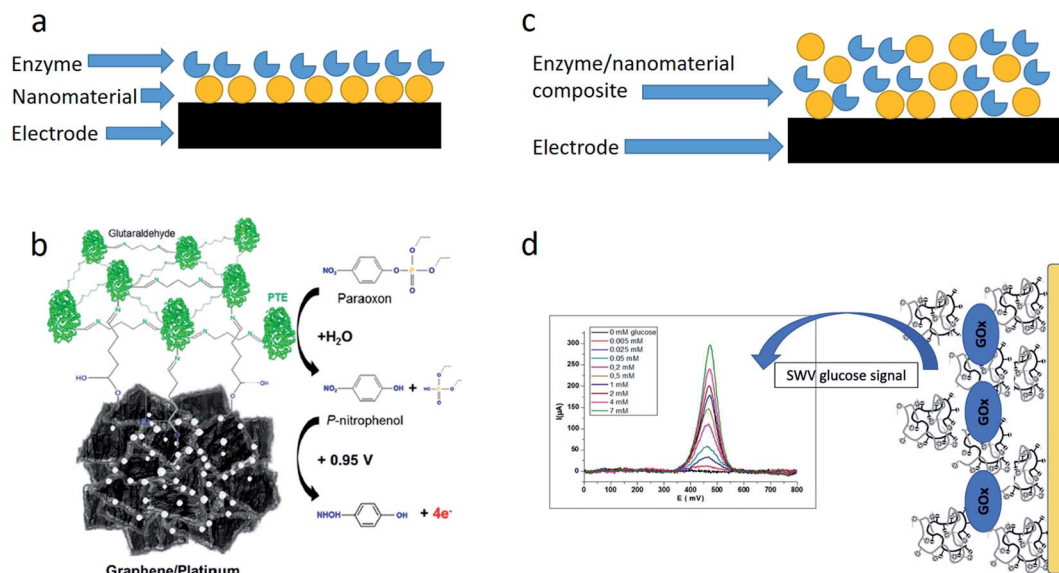 a
Enzyme
Nanomaterial
Electrode
c
Enzyme/nanomaterial
composite
Electrode
b
Glutaraldehyde
PTE
NO₂
O
P
O
O
O
Paraoxon
+H₂O
NO₂
OH
+
HO
P
O
O
O
P-nitrophenol
+ 0.95 V
NHOH
OH
+ 4e⁻
HO
OH
O
O
N
N
Graphene/Platinum
d
I(µA)
300
250
200
150
100
50
0
0 mM glucose
0.005 mM
0.025 mM
0.05 mM
0,2 mM
0,5 mM
1 mM
2 mM
4 mM
7 mM
0 100 200 300 400 500 600 700 800
E ( mV)
SWV glucose signal
GOx
GOx
GOx